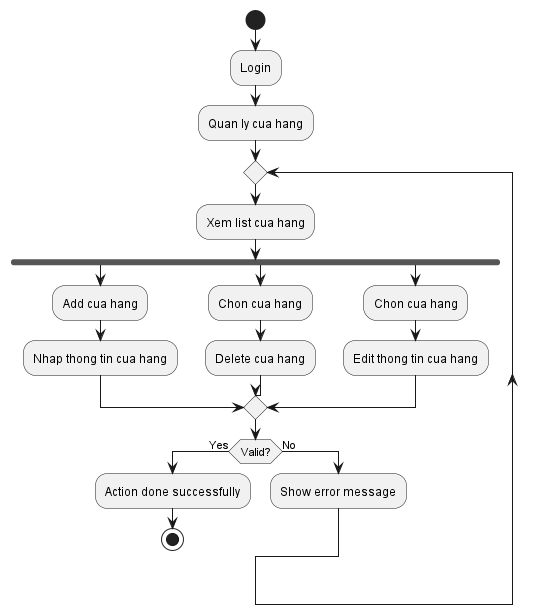 Login
Quan ly cua hang
Xem list cua hang
Add cua hang
Chon cua hang
Chon cua hang
Nhap thong tin cua hang
Delete cua hang
Edit thong tin cua hang
Yes
Valid?
No
Action done successfully
Show error message